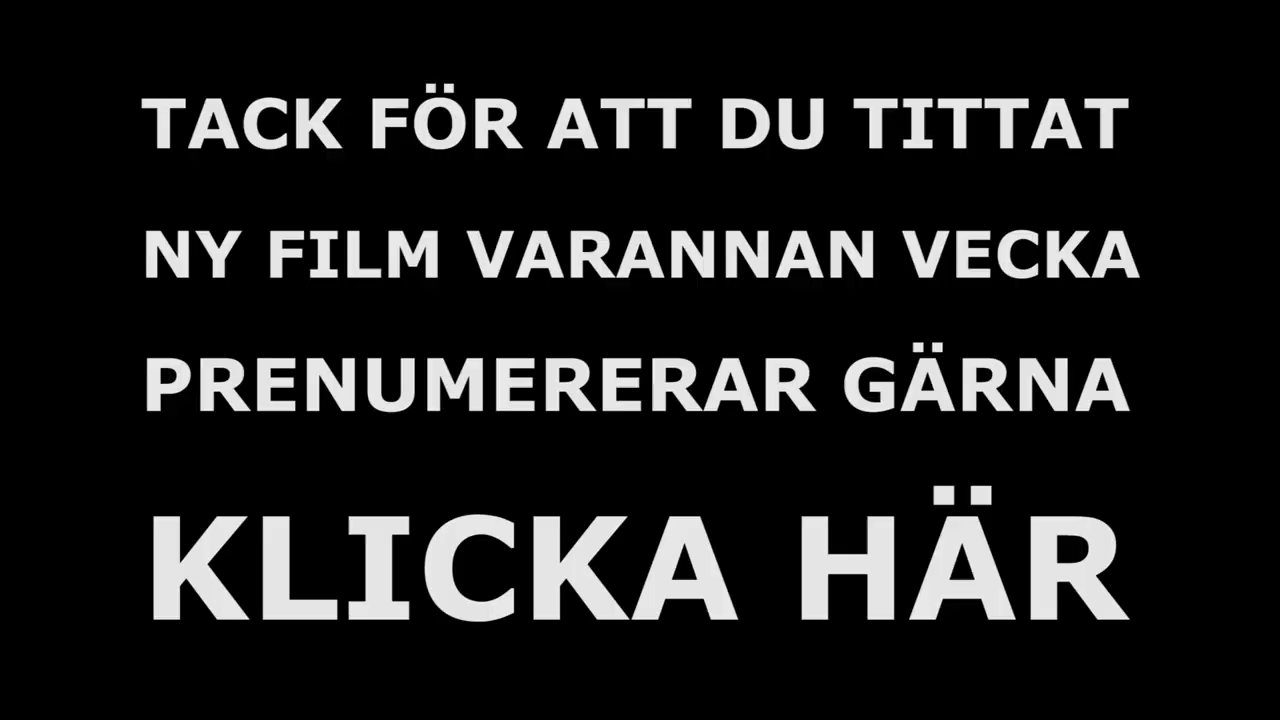 TACK FÖR ATT DU TITTAT
NY FILM VARANNAN VECKA
PRENUMERERAR GÄRNA
KLICKA HÄR